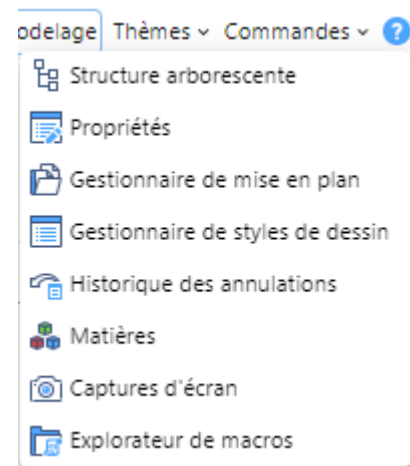 odelage Thèmes Commandes ?
Structure arborescente
Propriétés
Gestionnaire de mise en plan
Gestionnaire de styles de dessin
Historique des annulations
Matières
Captures d'écran
Explorateur de macros